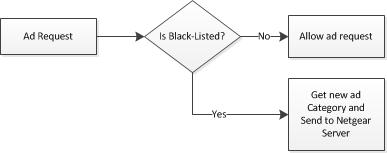 Ad Request
Is Black-Listed?
No
Allow ad request
Yes
Get new ad
Category and
Send to Netgear
Server